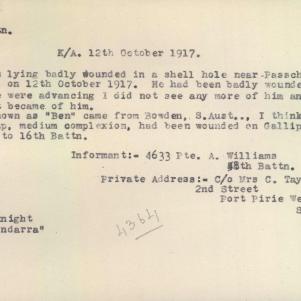 tn.
K/A. 12th October 1917.
s lying badly wounded in a shell hole near Passch
on 12th October 1917. He had been badly wounde
e were advancing I did not see any more of him an
t became of him.
nown as "Ben" came from Bowden, S.Aust.., I think
p, medium complexion, had been wounded on Gallip
to 16th Battn.
Informant:- 4633 Pte. A. Williams
48th Battn.
Private Address:- C/o Mrs C. Tay
2nd Street
Port Pirie We
S
night
ndarra"
4364